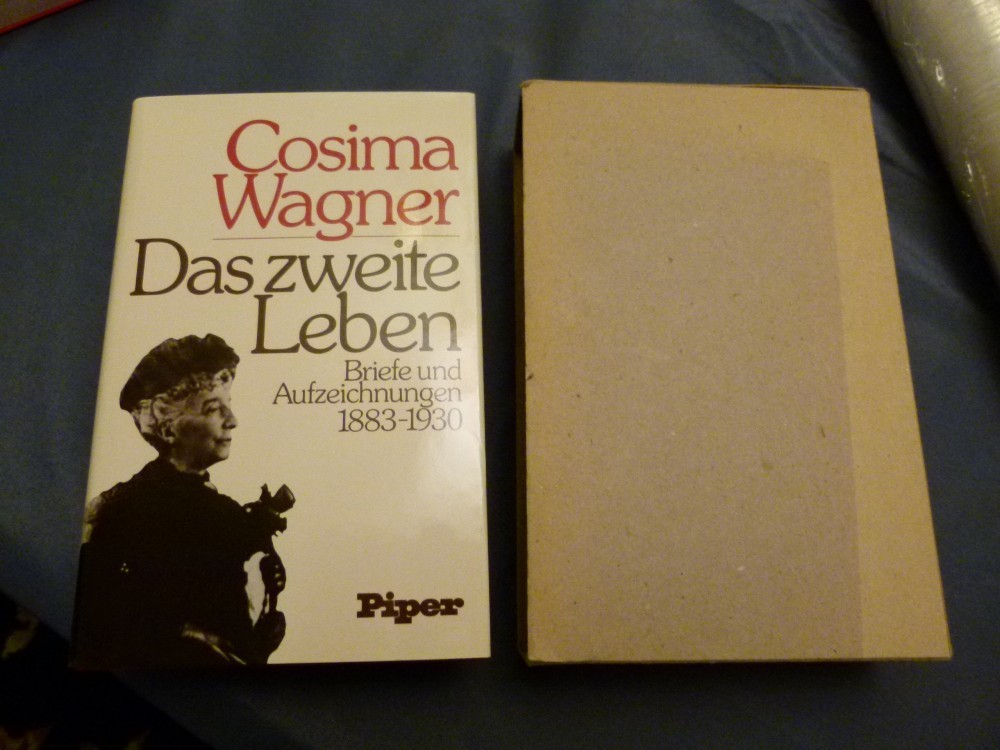 Cosima
Wagner
Das zweite
Leben
Briefe und
Aufzeichnungen
1883-1930
Piper